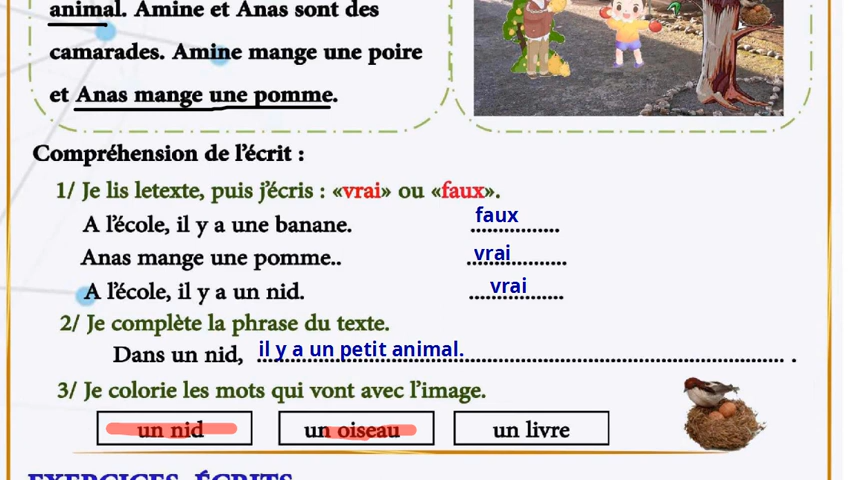 animal. Amine et Anas sont des
camarades. Amine mange une poire
et Anas mange une pomme.
Compréhension de l'écrit :
1/ Je lis letexte, puis j'écris : «vrai» ou «faux».
A l'école, il y a une banane. faux
Anas mange une pomme.. vrai
A l'école, il y a un nid. vrai
2/ Je complète la phrase du texte.
Dans un nid, il y a un petit animal. .
3/ Je colorie les mots qui vont avec l'image.
un nid un oiseau un livre
EXERCICES ÉCRITS